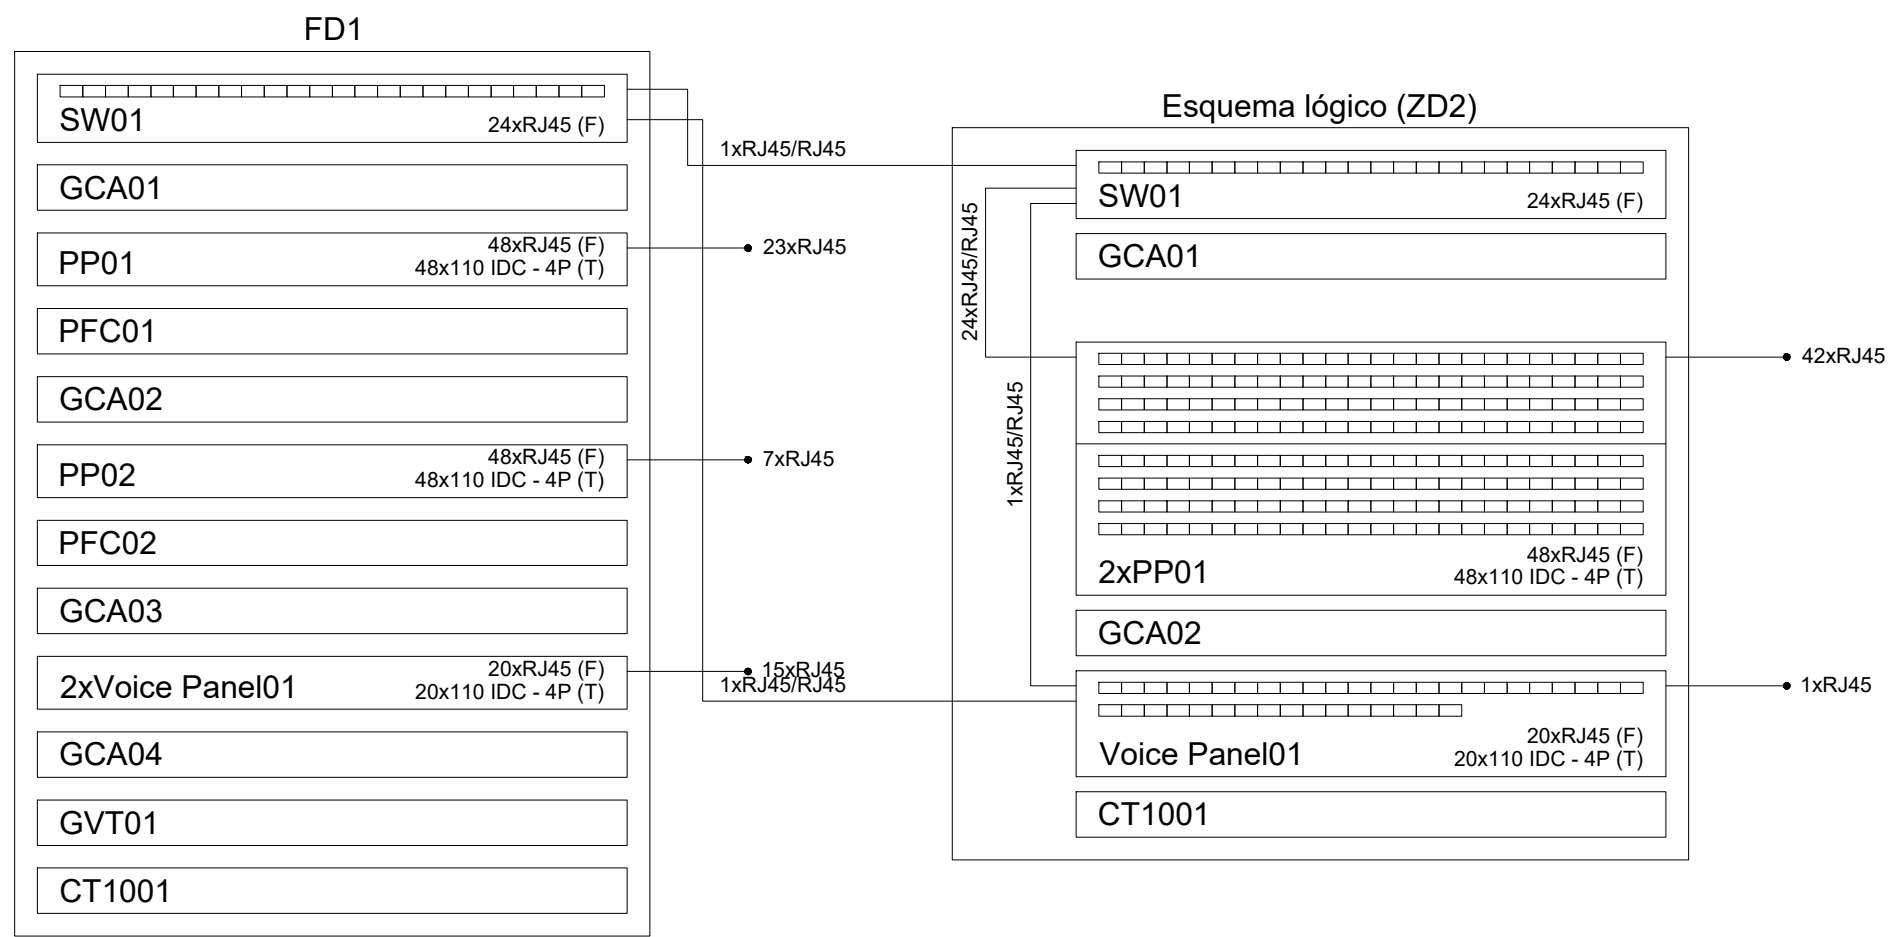 FD1
SW01
24xRJ45 (F)
GCA01
PP01
48xRJ45 (F)
48x110 IDC - 4P (T)
23xRJ45
PFC01
GCA02
PP02
48xRJ45 (F)
48x110 IDC - 4P (T)
7xRJ45
PFC02
GCA03
2xVoice Panel01
20xRJ45 (F)
20x110 IDC - 4P (T)
15xRJ45
GCA04
GVT01
CT1001
1xRJ45/RJ45
1xRJ45/RJ45
Esquema lógico (ZD2)
SW01
24xRJ45 (F)
24xRJ45/RJ45
GCA01
1xRJ45/RJ45
42xRJ45
2xPP01
48xRJ45 (F)
48x110 IDC - 4P (T)
GCA02
1xRJ45
Voice Panel01
20xRJ45 (F)
20x110 IDC - 4P (T)
CT1001